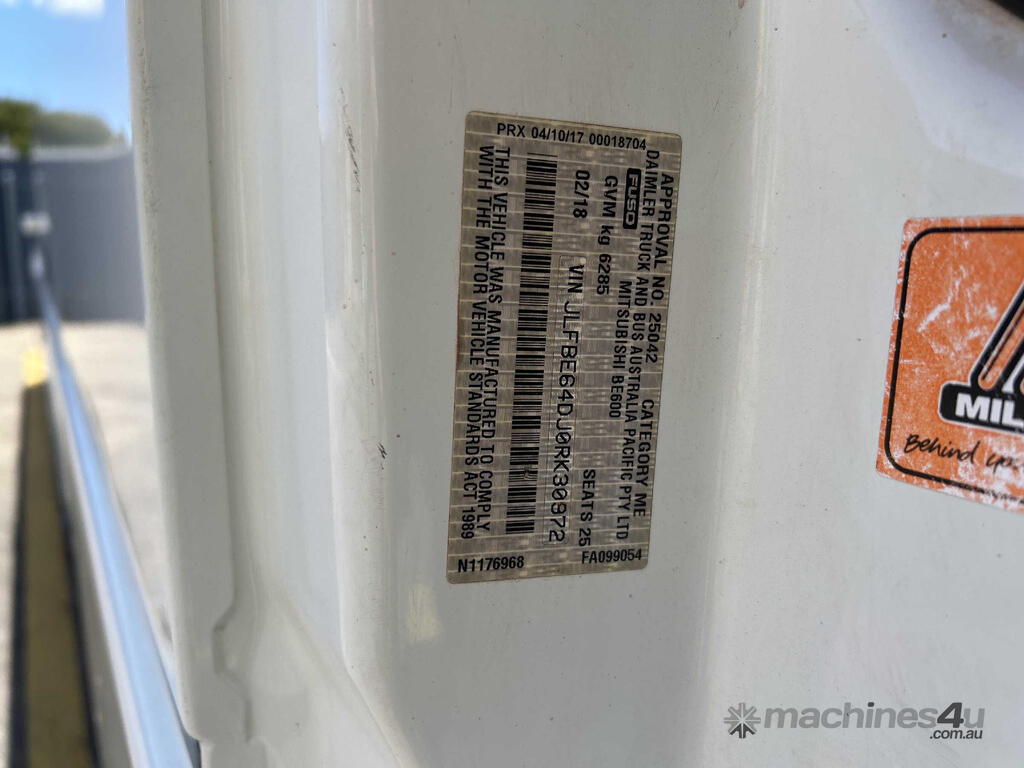 PRX 04/10/17 00018704
APPROVAL NO. 25042 CATEGORY ME
DAIMLER TRUCK AND BUS AUSTRALIA PACIFIC PTY LTD
FUSO MITSUBISHI BE600
GVM kg 6285 SEATS 25
02/18 VIN JLFBE64DJ0RK30972
THIS VEHICLE WAS MANUFACTURED TO COMPLY
WITH THE MOTOR VEHICLE STANDARDS ACT 1989
N1176968 FA099054
MIL
Behind
machines4u
.com.au